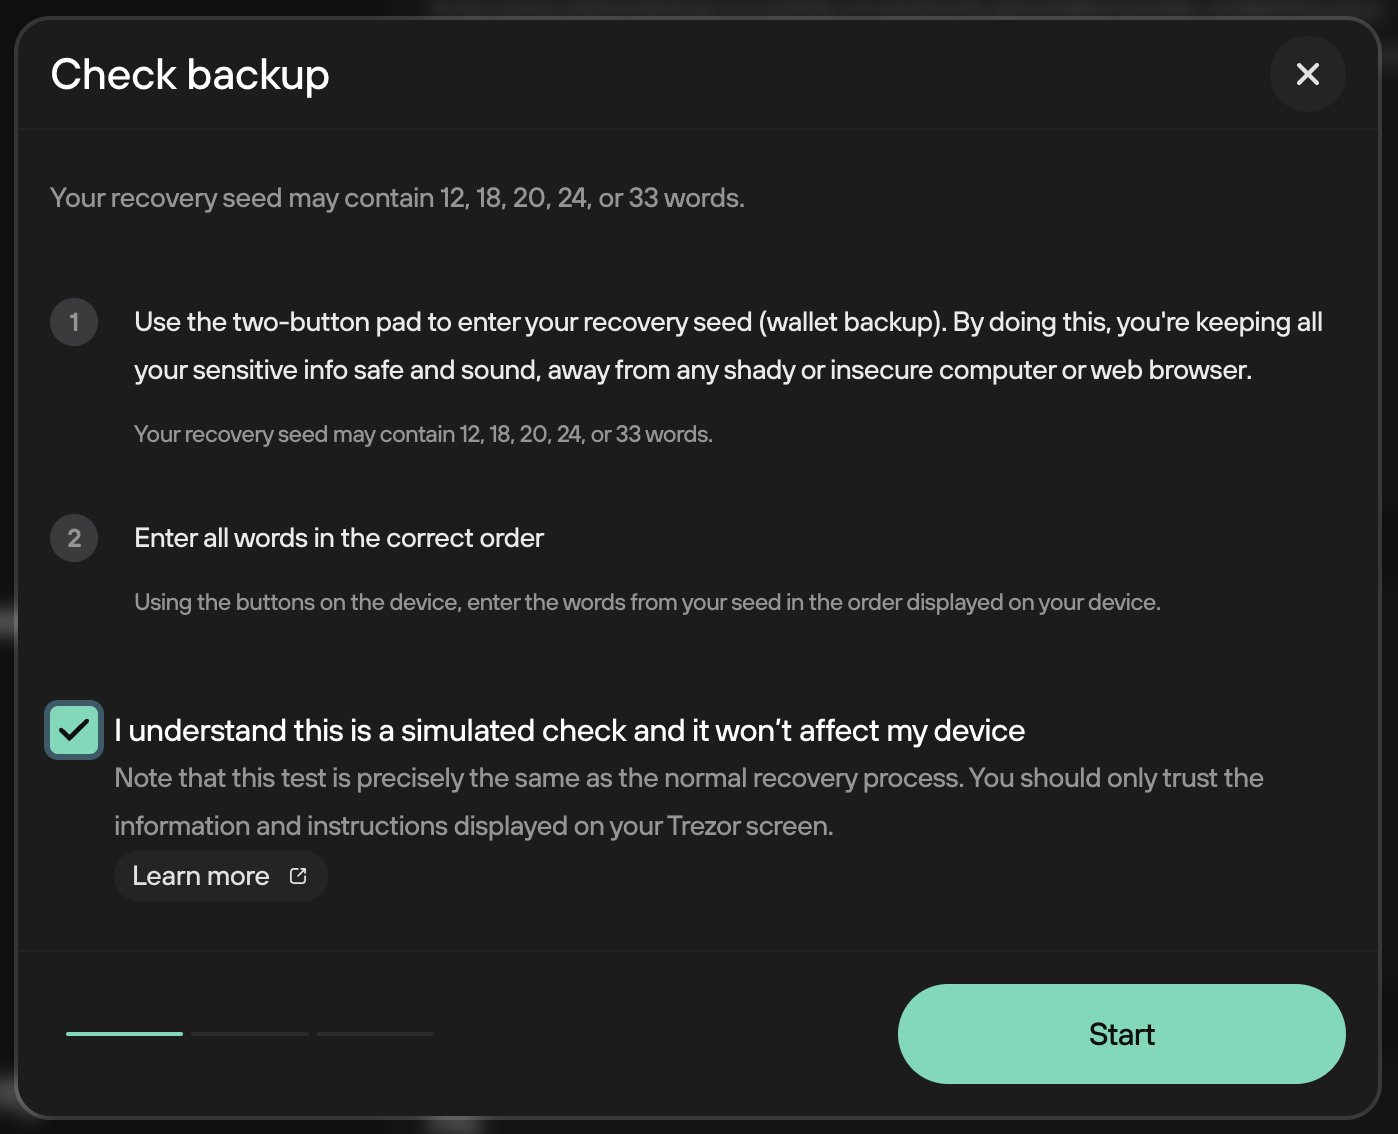 Check backup
Your recovery seed may contain 12, 18, 20, 24, or 33 words.
1
Use the two-button pad to enter your recovery seed (wallet backup). By doing this, you're keeping all
your sensitive info safe and sound, away from any shady or insecure computer or web browser.
Your recovery seed may contain 12, 18, 20, 24, or 33 words.
2
Enter all words in the correct order
Using the buttons on the device, enter the words from your seed in the order displayed on your device.
I understand this is a simulated check and it won’t affect my device
Note that this test is precisely the same as the normal recovery process. You should only trust the
information and instructions displayed on your Trezor screen.
Learn more
Start